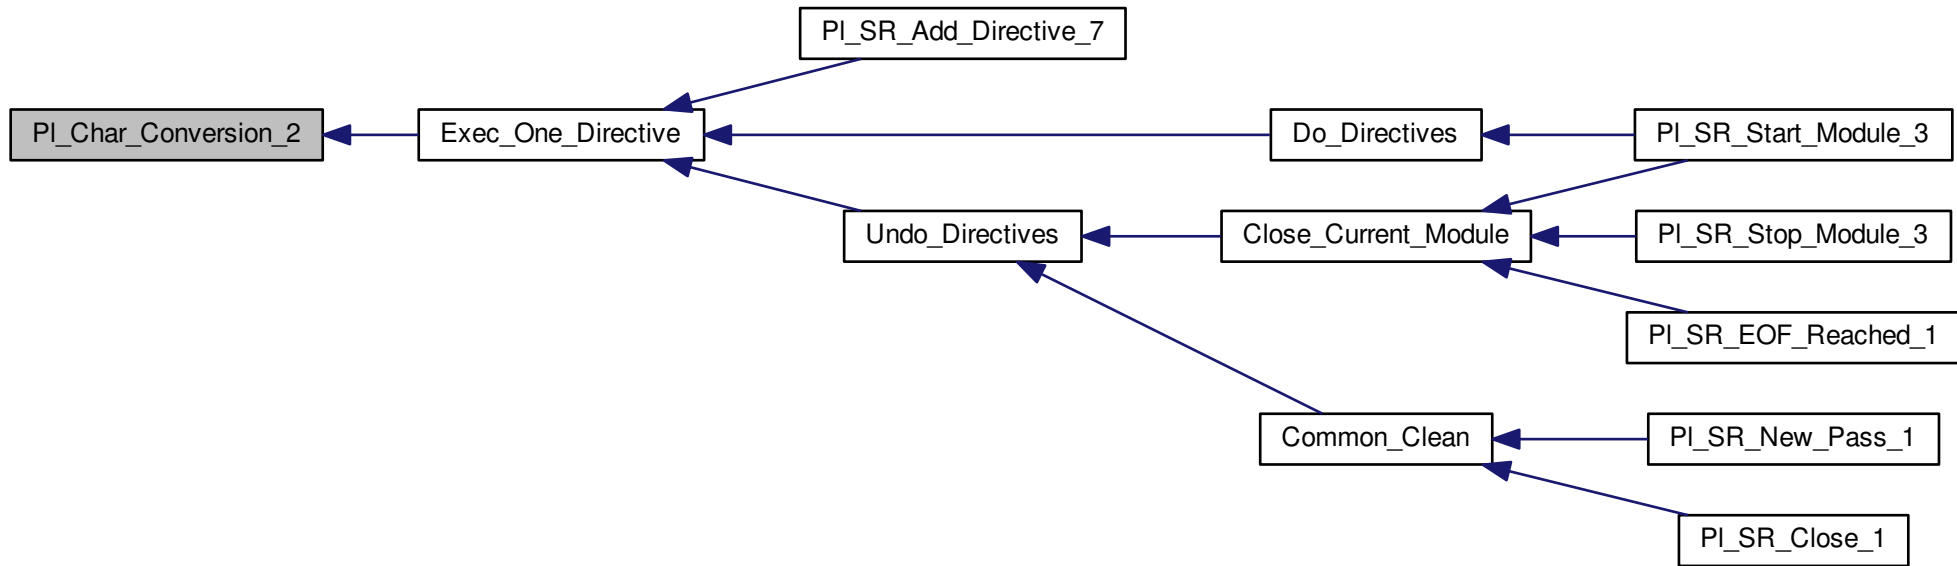 Pl_SR_Add_Directive_7
Pl_Char_Conversion_2
Exec_One_Directive
Do_Directives
Pl_SR_Start_Module_3
Undo_Directives
Close_Current_Module
Pl_SR_Stop_Module_3
Pl_SR_EOF_Reached_1
Common_Clean
Pl_SR_New_Pass_1
Pl_SR_Close_1